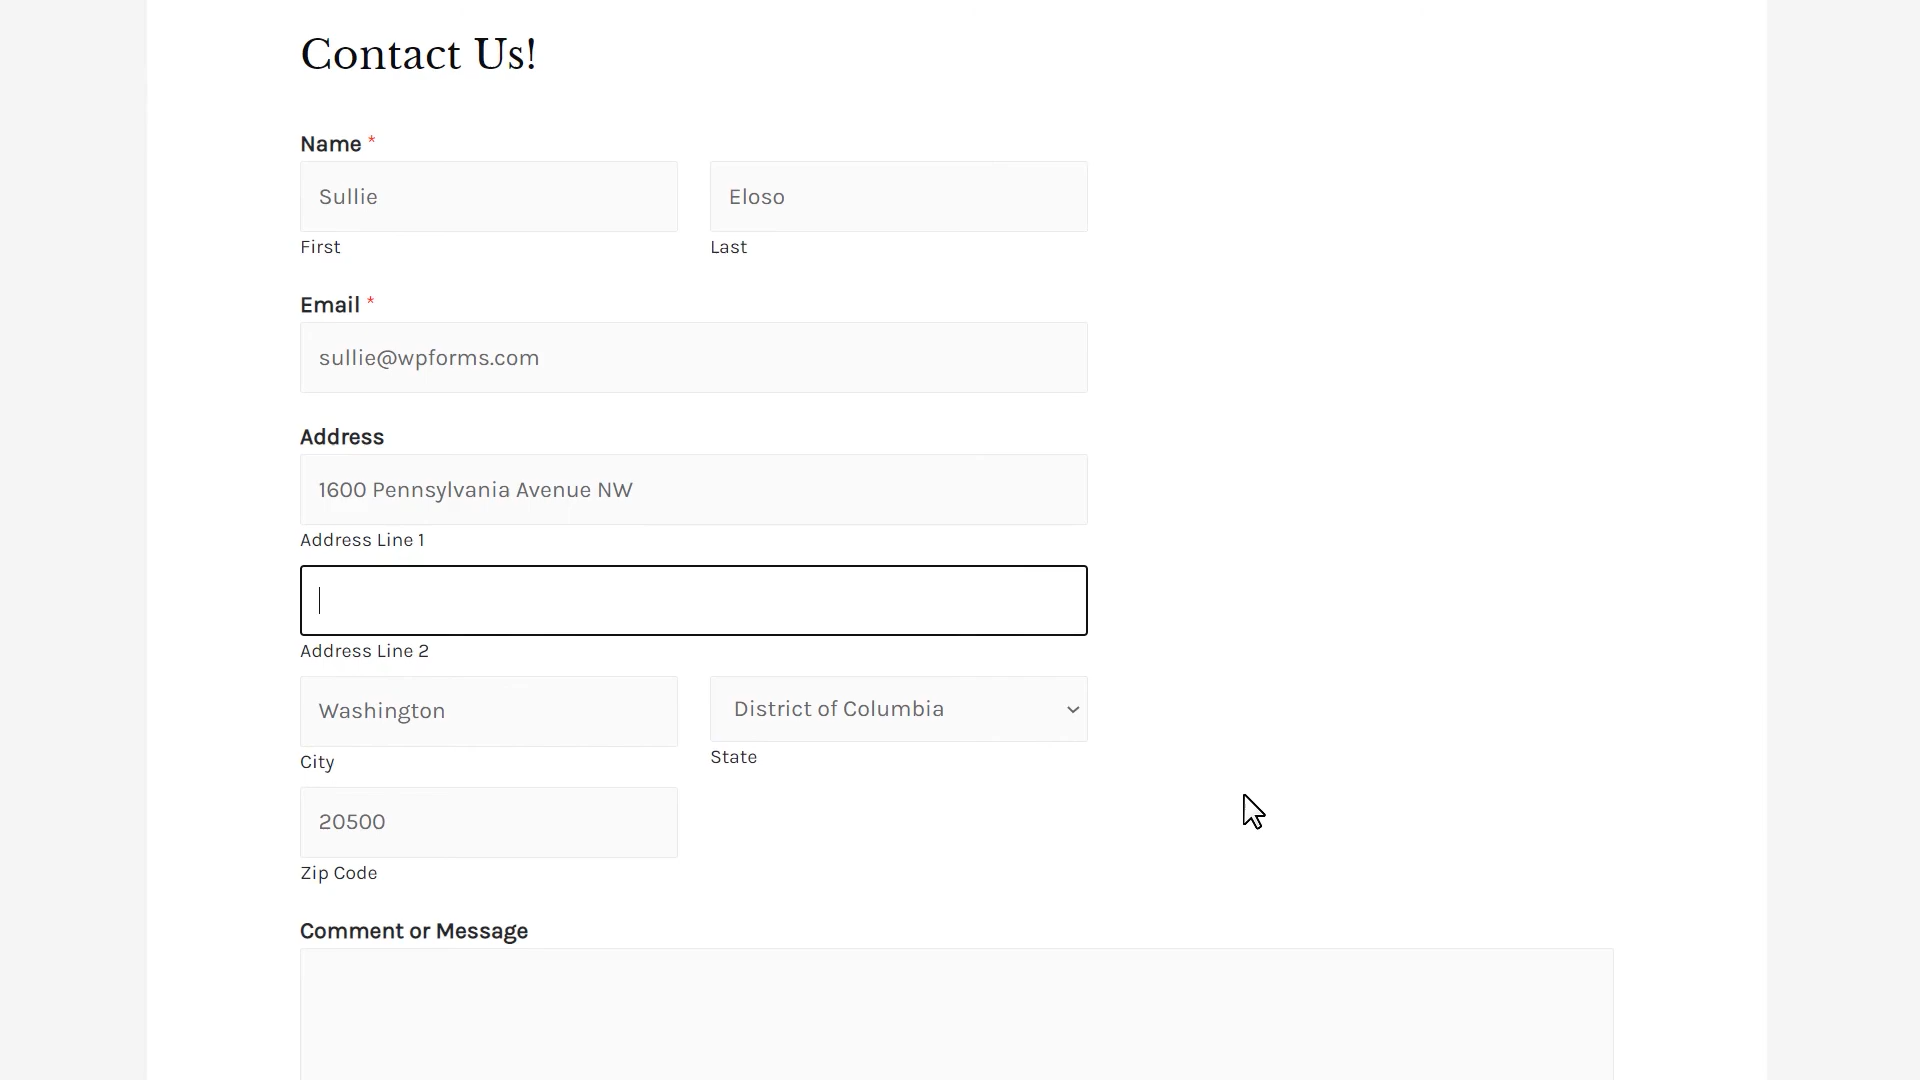 Contact Us!
Name *
Sullie
Eloso
First
Last
Email *
sullie@wpforms.com
Address
1600 Pennsylvania Avenue NW
Address Line 1
Address Line 2
Washington
District of Columbia
City
State
20500
Zip Code
Comment or Message